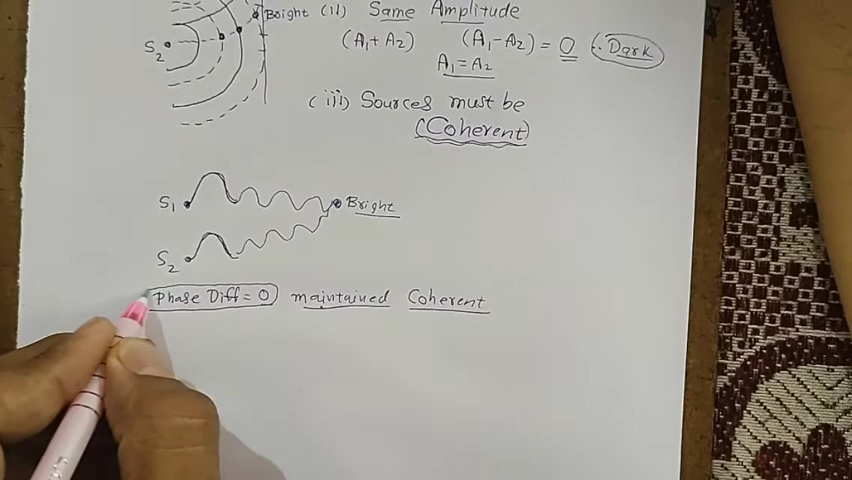 Bright (ii) Same Amplitude
S2 (A1+A2) (A1-A2) = 0 (∴ Dark)
A1=A2
(iii) Sources must be
(Coherent)
S1 Bright
S2
Phase Diff = 0 maintained Coherent